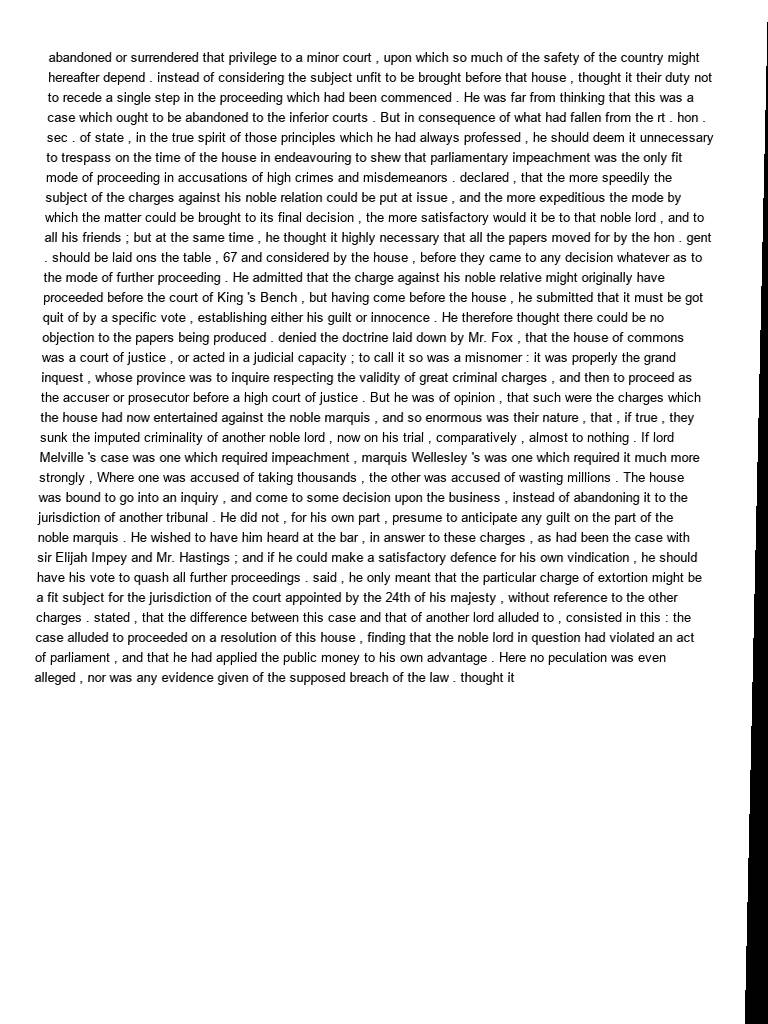 abandoned or surrendered that privilege to a minor court , upon which so much of the safety of the country might
hereafter depend . instead of considering the subject unfit to be brought before that house , thought it their duty not
to recede a single step in the proceeding which had been commenced . He was far from thinking that this was a
case which ought to be abandoned to the inferior courts . But in consequence of what had fallen from the rt . hon .
sec . of state , in the true spirit of those principles which he had always professed , he should deem it unnecessary
to trespass on the time of the house in endeavouring to shew that parliamentary impeachment was the only fit
mode of proceeding in accusations of high crimes and misdemeanors . declared , that the more speedily the
subject of the charges against his noble relation could be put at issue , and the more expeditious the mode by
which the matter could be brought to its final decision , the more satisfactory would it be to that noble lord , and to
all his friends ; but at the same time , he thought it highly necessary that all the papers moved for by the hon . gent
. should be laid ons the table , 67 and considered by the house , before they came to any decision whatever as to
the mode of further proceeding . He admitted that the charge against his noble relative might originally have
proceeded before the court of King 's Bench , but having come before the house , he submitted that it must be got
quit of by a specific vote , establishing either his guilt or innocence . He therefore thought there could be no
objection to the papers being produced . denied the doctrine laid down by Mr. Fox , that the house of commons
was a court of justice , or acted in a judicial capacity ; to call it so was a misnomer : it was properly the grand
inquest , whose province was to inquire respecting the validity of great criminal charges , and then to proceed as
the accuser or prosecutor before a high court of justice . But he was of opinion , that such were the charges which
the house had now entertained against the noble marquis , and so enormous was their nature , that , if true , they
sunk the imputed criminality of another noble lord , now on his trial , comparatively , almost to nothing . If lord
Melville 's case was one which required impeachment , marquis Wellesley 's was one which required it much more
strongly , Where one was accused of taking thousands , the other was accused of wasting millions . The house
was bound to go into an inquiry , and come to some decision upon the business , instead of abandoning it to the
jurisdiction of another tribunal . He did not , for his own part , presume to anticipate any guilt on the part of the
noble marquis . He wished to have him heard at the bar , in answer to these charges , as had been the case with
sir Elijah Impey and Mr. Hastings ; and if he could make a satisfactory defence for his own vindication , he should
have his vote to quash all further proceedings . said , he only meant that the particular charge of extortion might be
a fit subject for the jurisdiction of the court appointed by the 24th of his majesty , without reference to the other
charges . stated , that the difference between this case and that of another lord alluded to , consisted in this : the
case alluded to proceeded on a resolution of this house , finding that the noble lord in question had violated an act
of parliament , and that he had applied the public money to his own advantage . Here no peculation was even
alleged , nor was any evidence given of the supposed breach of the law . thought it